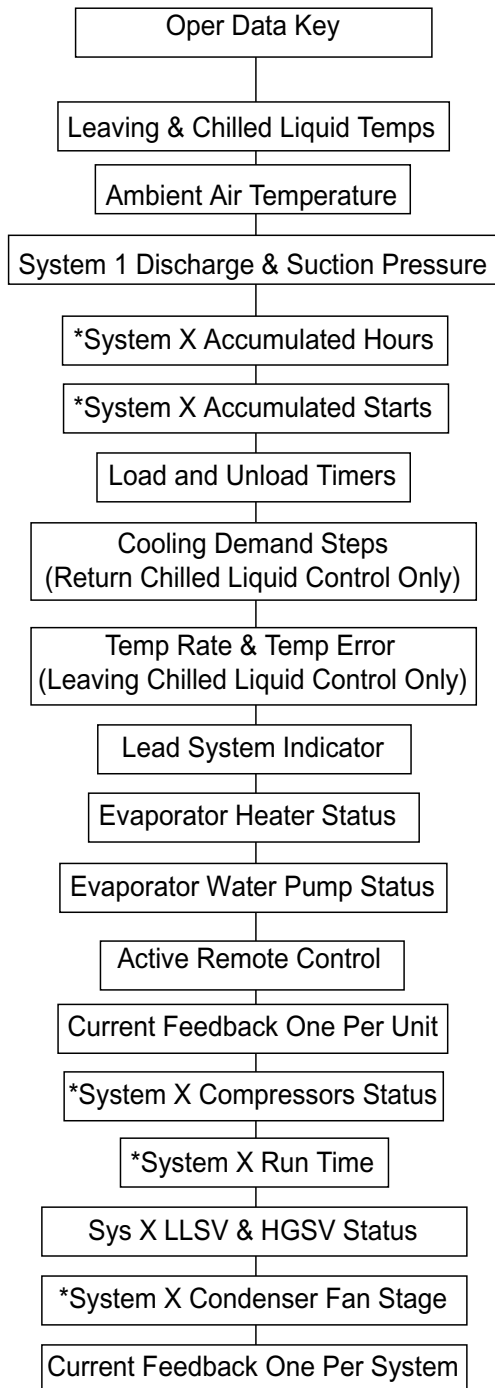 Oper Data Key
Leaving & Chilled Liquid Temps
Ambient Air Temperature
System 1 Discharge & Suction Pressure
*System X Accumulated Hours
*System X Accumulated Starts
Load and Unload Timers
Cooling Demand Steps
(Return Chilled Liquid Control Only)
Temp Rate & Temp Error
(Leaving Chilled Liquid Control Only)
Lead System Indicator
Evaporator Heater Status
Evaporator Water Pump Status
Active Remote Control
Current Feedback One Per Unit
*System X Compressors Status
*System X Run Time
Sys X LLSV & HGSV Status
*System X Condenser Fan Stage
Current Feedback One Per System